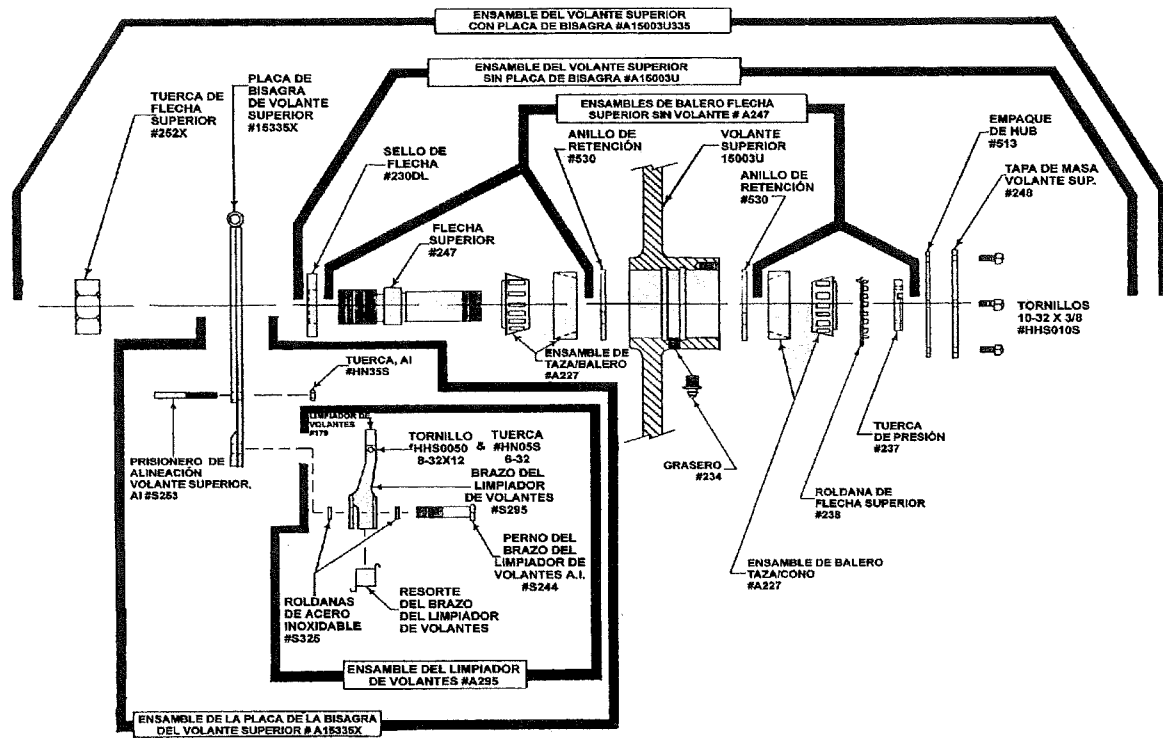 ENSAMBLE DEL VOLANTE SUPERIOR
CON PLACA DE BISAGRA #A15003U335
ENSAMBLE DEL VOLANTE SUPERIOR
SIN PLACA DE BISAGRA #A15003U
ENSAMBLES DE BALERO FLECHA
SUPERIOR SIN VOLANTE # A247
TUERCA DE
FLECHA
SUPERIOR
#252X
PLACA DE
BISAGRA
DE VOLANTE
SUPERIOR
#15335X
SELLO DE
FLECHA
#230DL
ANILLO DE
RETENCIÓN
#530
VOLANTE
SUPERIOR
15003U
ANILLO DE
RETENCIÓN
#530
EMPAQUE
DE HUB
#513
TAPA DE MASA
VOLANTE SUP.
#248
FLECHA
SUPERIOR
#247
TORNILLOS
10-32 X 3/8
#HHS010S
ENSAMBLE DE
TAZA/BALERO
#A227
TUERCA, AI
#HN35S
LIMPIADOR DE
VOLANTES
#179
TORNILLO & TUERCA
*HHS0050 #HN05S
8-32X12 6-32
BRAZO DEL
LIMPIADOR
DE VOLANTES
#S295
PRISIONERO DE
ALINEACIÓN
VOLANTE SUPERIOR,
AI #S253
GRASERO
#234
TUERCA
DE PRESIÓN
#237
ROLDANA DE
FLECHA SUPERIOR
#238
PERNO DEL
BRAZO DEL
LIMPIADOR DE
VOLANTES A.I.
#S244
ENSAMBLE DE BALERO
TAZA/CONO
#A227
ROLDANAS
DE ACERO
INOXIDABLE
#S325
RESORTE
DEL BRAZO
DEL LIMPIADOR
DE VOLANTES
ENSAMBLE DEL LIMPIADOR
DE VOLANTES #A295
ENSAMBLE DE LA PLACA DE LA BISAGRA
DEL VOLANTE SUPERIOR # A15335X